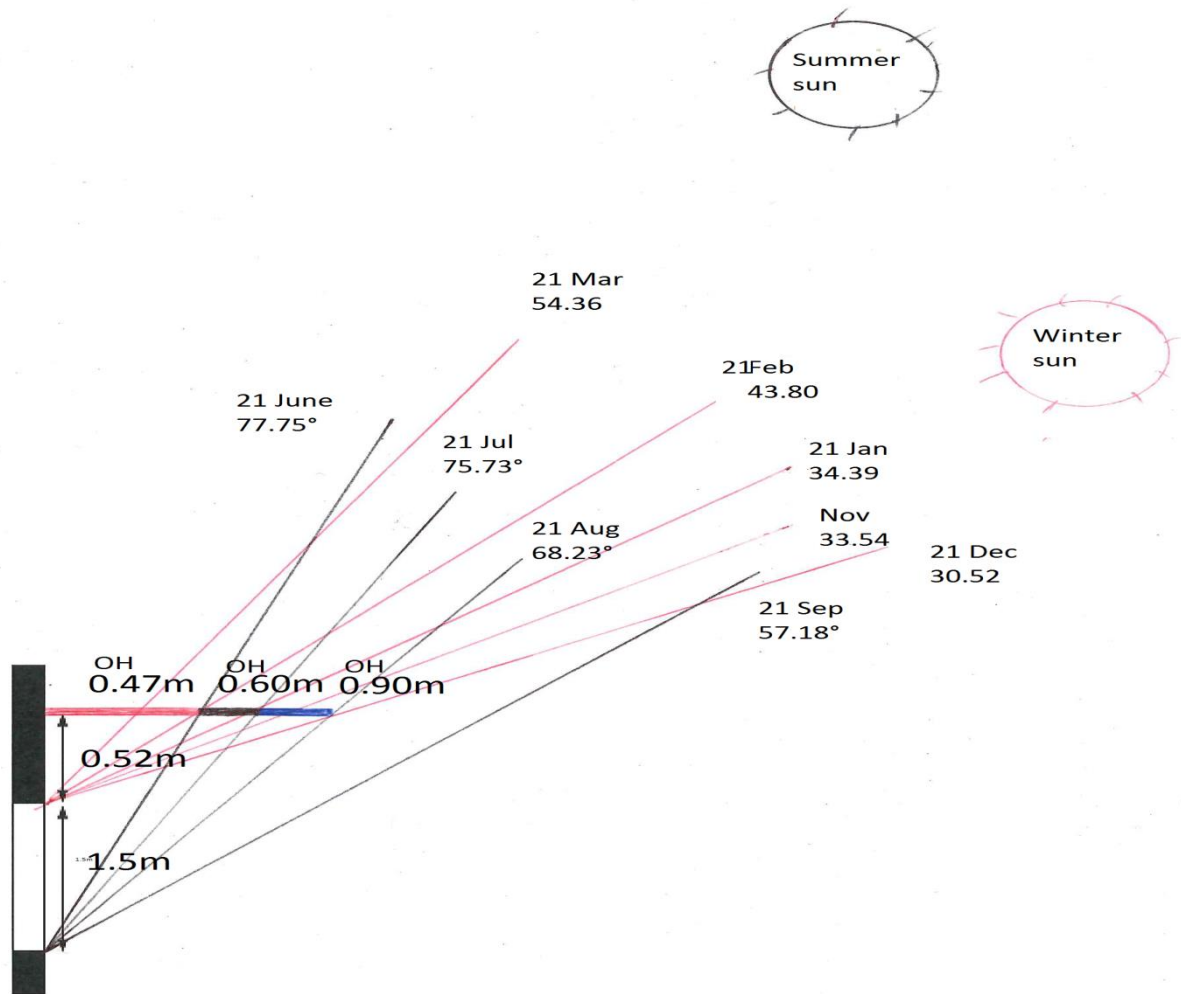 Summer
sun
21 Mar
54.36
Winter
sun
21Feb
43.80
21 June
77.75°
21 Jul
75.73°
21 Jan
34.39
Nov
33.54
21 Aug
68.23°
21 Dec
30.52
21 Sep
57.18°
OH OH OH
0.47m 0.60m 0.90m
0.52m
1.5m
1.5m